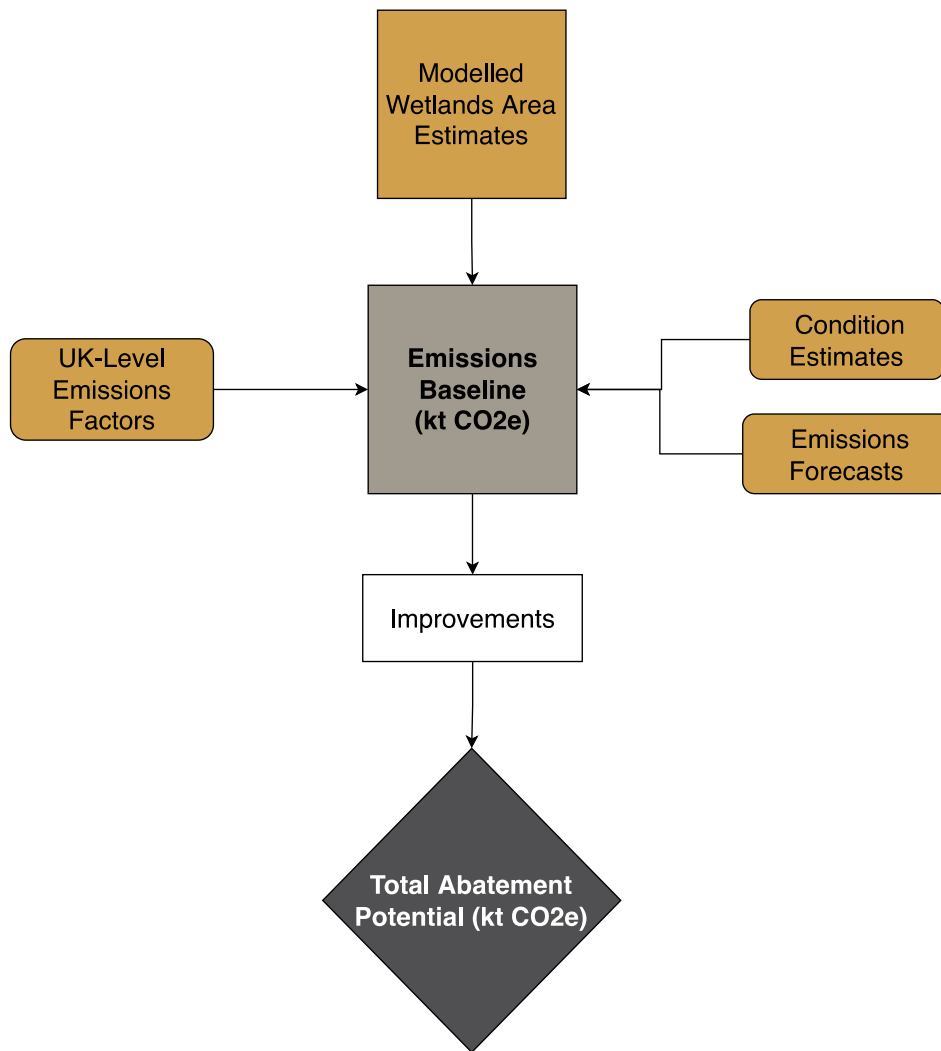 Modelled
Wetlands Area
Estimates
UK-Level
Emissions
Factors
Emissions
Baseline
(kt CO2e)
Condition
Estimates
Emissions
Forecasts
Improvements
Total Abatement
Potential (kt CO2e)